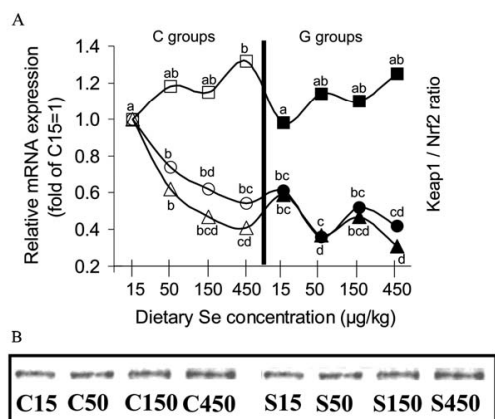 A
C groups
G groups
Relative mRNA expression
(fold of C15=1)
Keap1 / Nrf2 ratio
1.4
1.2
1.0
0.8
0.6
0.4
0.2
a
ab
ab
b
a
ab
ab
ab
b
bd
bc
bc
c
bc
cd
b
bcd
cd
bc
d
bcd
d
15
50
150
450
15
50
150
450
Dietary Se concentration (µg/kg)
B
C15 C50 C150 C450 S15 S50 S150 S450